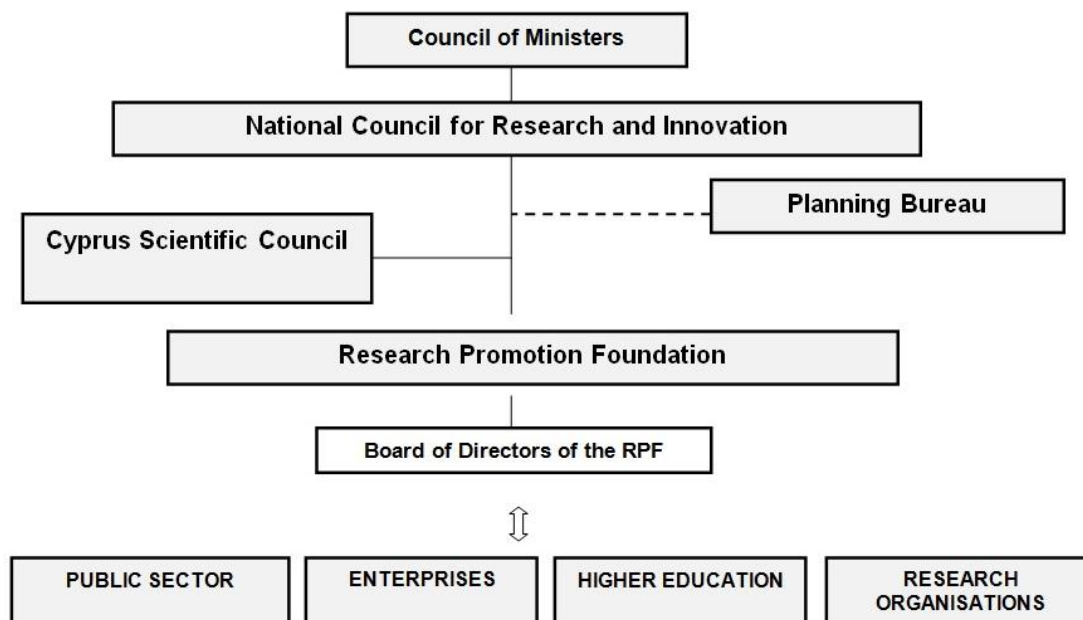 Council of Ministers
National Council for Research and Innovation
Planning Bureau
Cyprus Scientific Council
Research Promotion Foundation
Board of Directors of the RPF
PUBLIC SECTOR
ENTERPRISES
HIGHER EDUCATION
RESEARCH
ORGANISATIONS